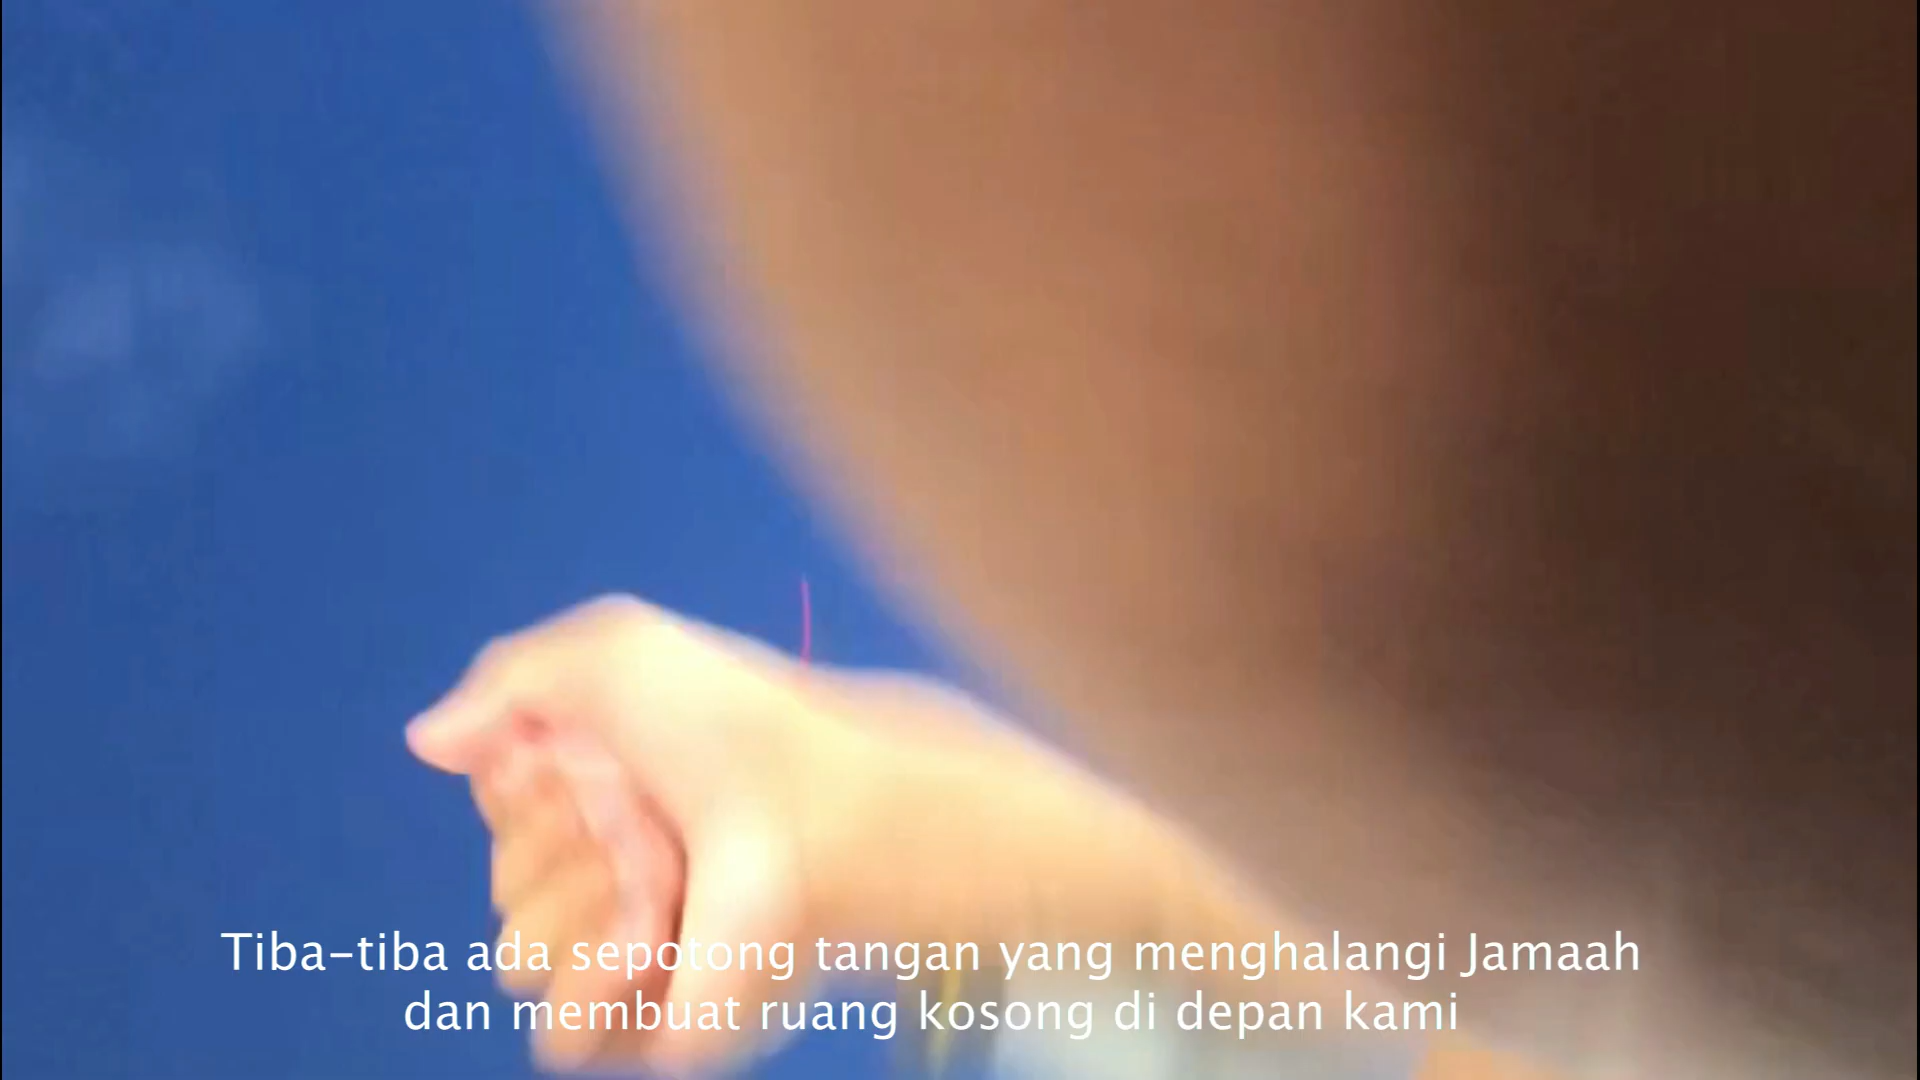 Tiba-tiba ada sepotong tangan yang menghalangi Jamaah
dan membuat ruang kosong di depan kami